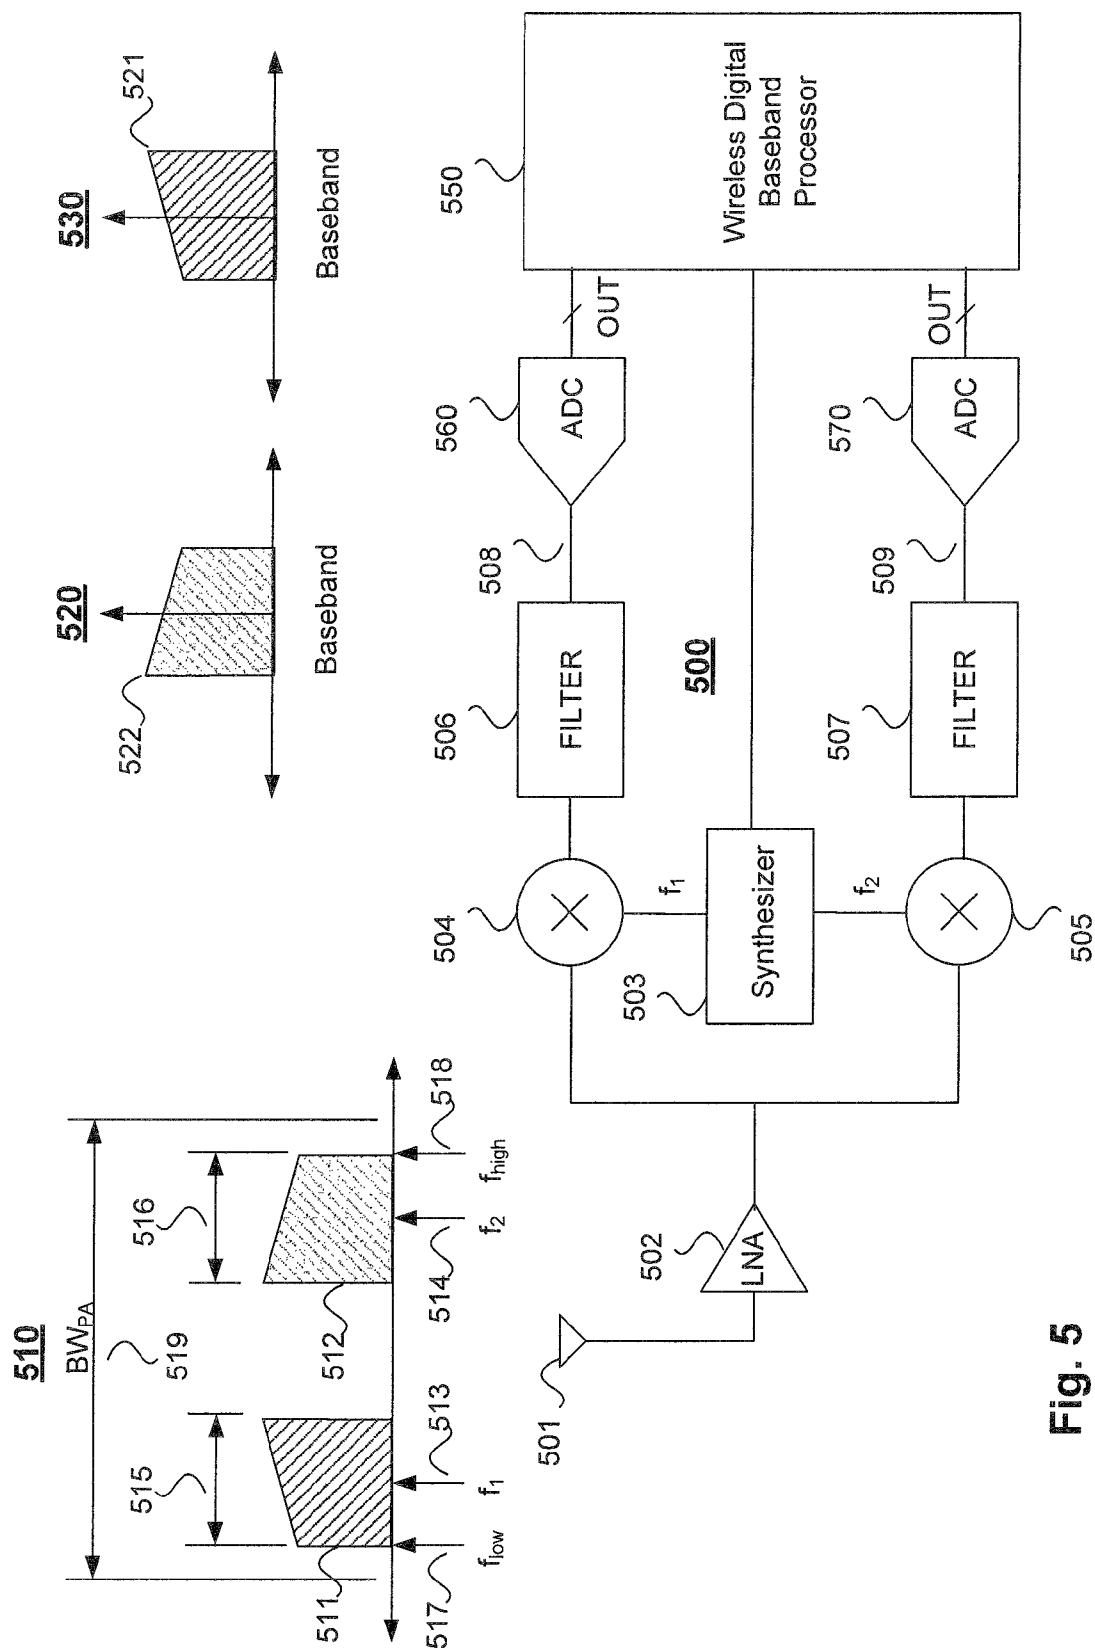 510
BW_PA
519
515
516
511
512
517
513
514
518
f_low
f_1
f_2
f_high
520
522
Baseband
530
521
Baseband
501
502
LNA
503
Synthesizer
f_1
f_2
504
505
506
FILTER
507
FILTER
500
508
509
560
ADC
570
ADC
OUT
OUT
550
Wireless Digital
Baseband
Processor
Fig. 5